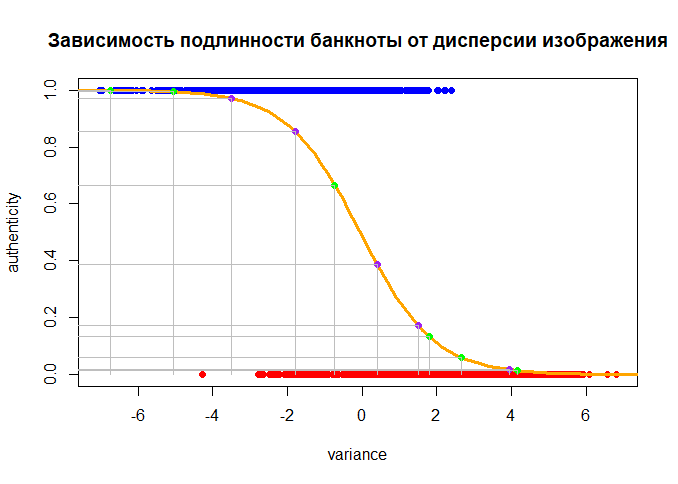 Зависимость подлинности банкноты от дисперсии изображения
authenticity
1.0
0.8
0.6
0.4
0.2
0.0
-6 -4 -2 0 2 4 6
variance